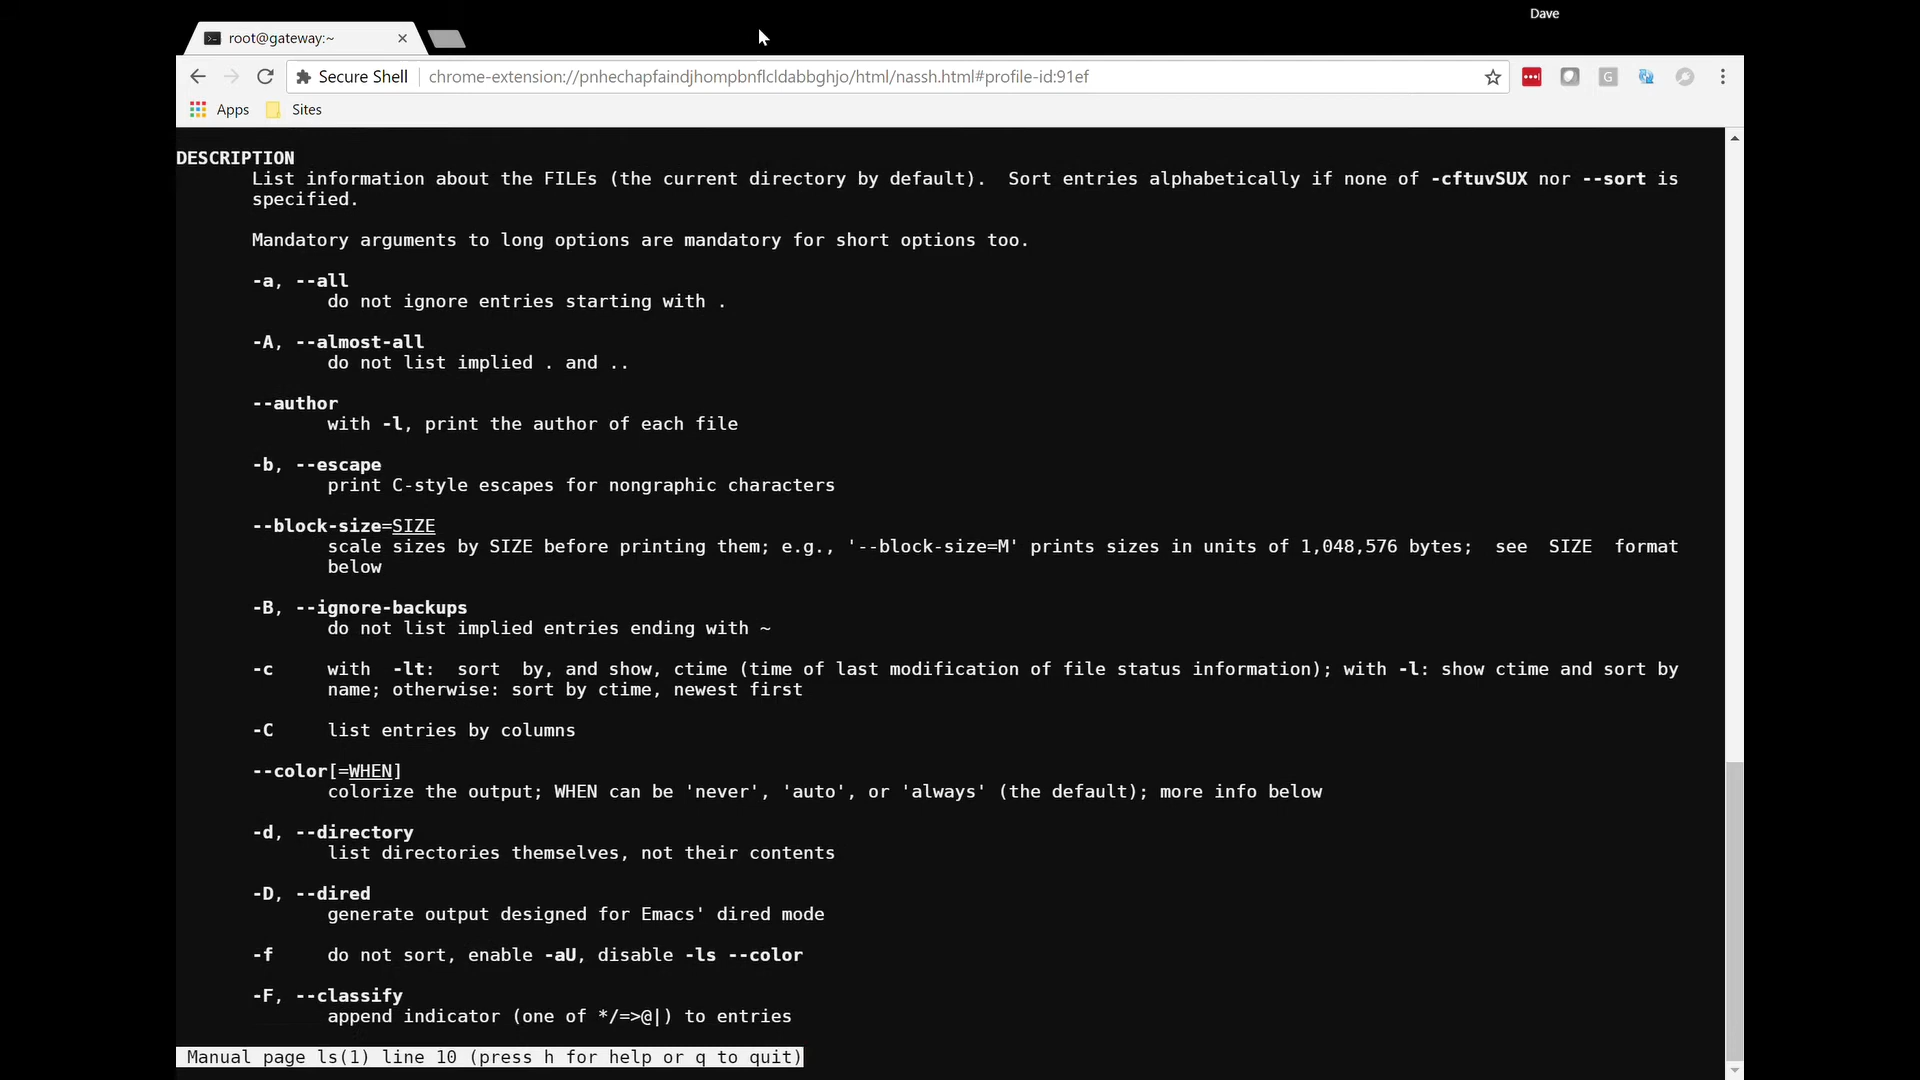 Dave
root@gateway:~
Secure Shell chrome-extension://pnhechapfaindjhompbnflcldabbghjo/html/nassh.html#profile-id:91ef
G
Apps Sites
DESCRIPTION
List information about the FILEs (the current directory by default).  Sort entries alphabetically if none of -cftuvSUX nor --sort is
specified.
Mandatory arguments to long options are mandatory for short options too.
-a, --all
do not ignore entries starting with .
-A, --almost-all
do not list implied . and ..
--author
with -l, print the author of each file
-b, --escape
print C-style escapes for nongraphic characters
--block-size=SIZE
scale sizes by SIZE before printing them; e.g., '--block-size=M' prints sizes in units of 1,048,576 bytes;  see  SIZE  format
below
-B, --ignore-backups
do not list implied entries ending with ~
-c     with  -lt:  sort  by, and show, ctime (time of last modification of file status information); with -l: show ctime and sort by
name; otherwise: sort by ctime, newest first
-C     list entries by columns
--color[=WHEN]
colorize the output; WHEN can be 'never', 'auto', or 'always' (the default); more info below
-d, --directory
list directories themselves, not their contents
-D, --dired
generate output designed for Emacs' dired mode
-f     do not sort, enable -aU, disable -ls --color
-F, --classify
append indicator (one of */=>@|) to entries
Manual page ls(1) line 10 (press h for help or q to quit)